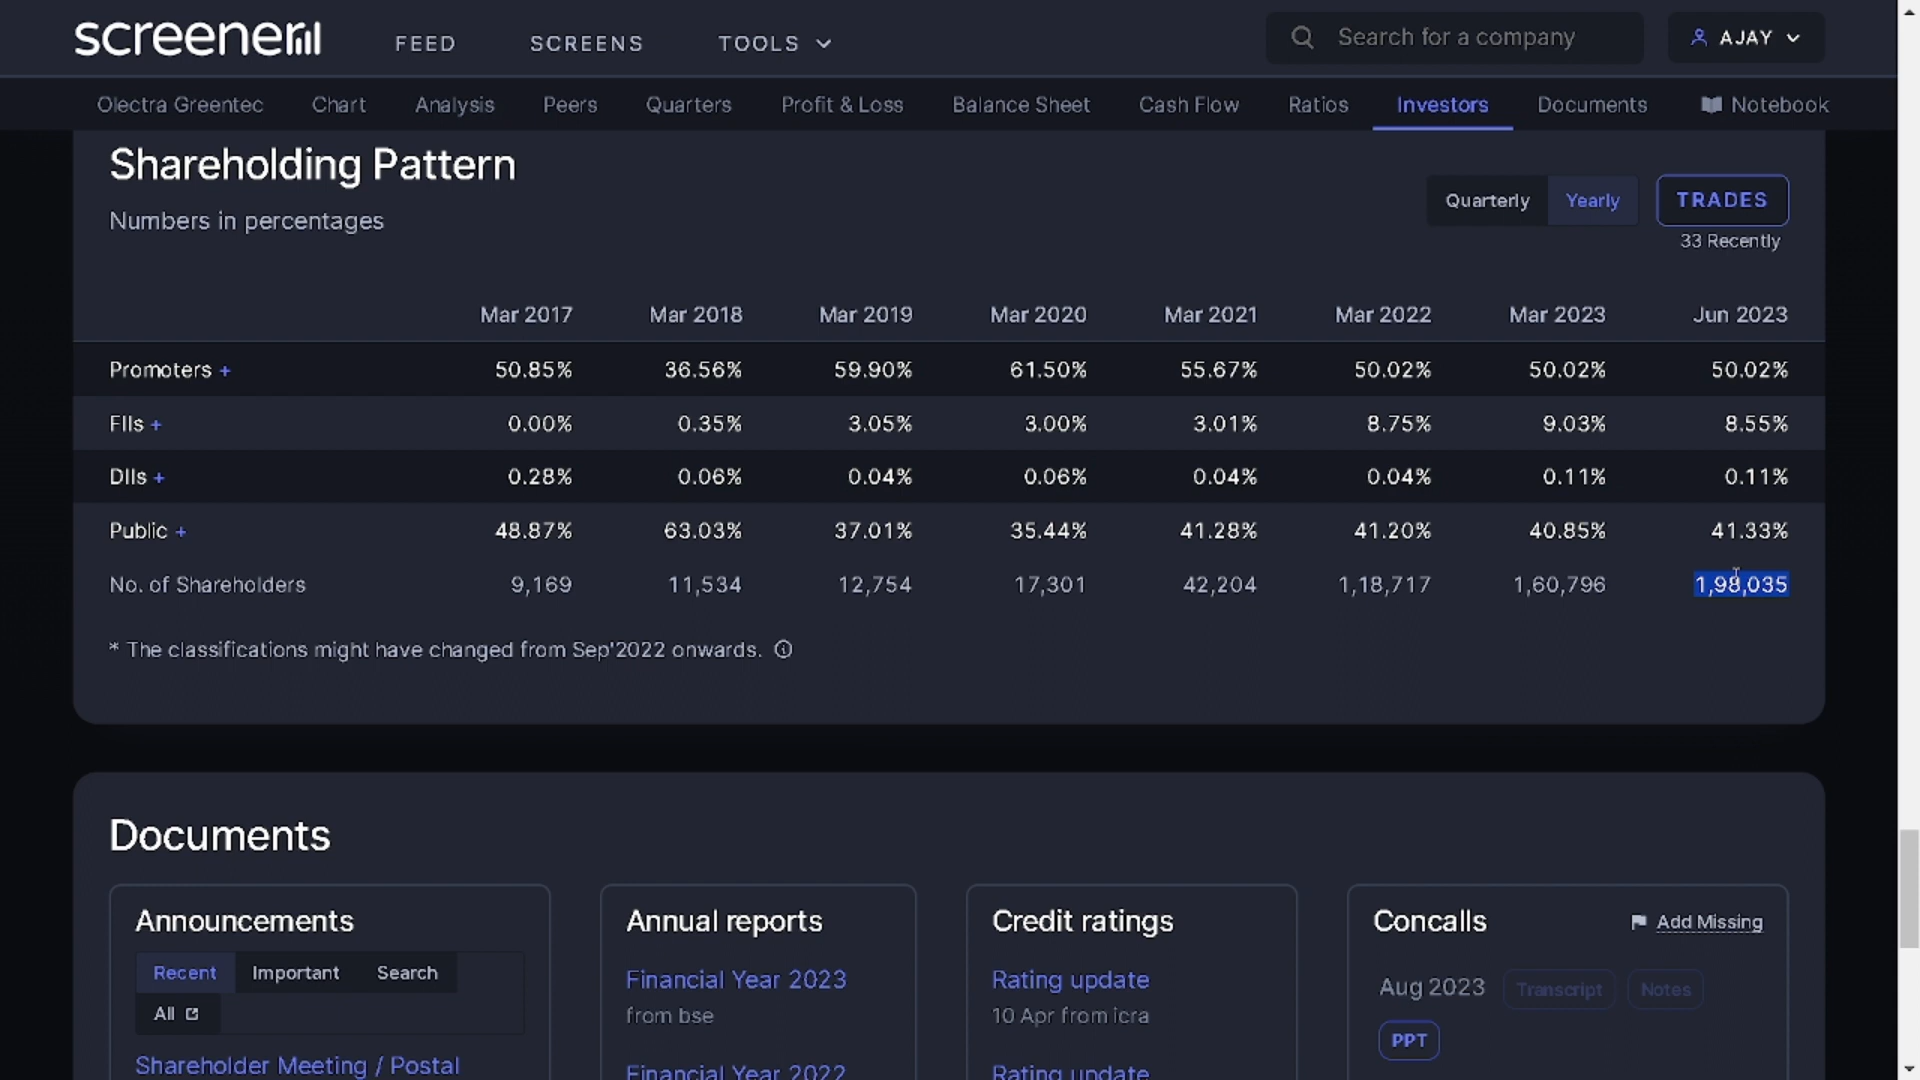 screener
FEED SCREENS TOOLS
Search for a company
AJAY
Olectra Greentec Chart Analysis Peers Quarters Profit & Loss Balance Sheet Cash Flow Ratios Investors Documents Notebook
Shareholding Pattern
Numbers in percentages
Quarterly Yearly TRADES
33 Recently
Mar 2017 Mar 2018 Mar 2019 Mar 2020 Mar 2021 Mar 2022 Mar 2023 Jun 2023
Promoters + 50.85% 36.56% 59.90% 61.50% 55.67% 50.02% 50.02% 50.02%
FIIs + 0.00% 0.35% 3.05% 3.00% 3.01% 8.75% 9.03% 8.55%
DIIs + 0.28% 0.06% 0.04% 0.06% 0.04% 0.04% 0.11% 0.11%
Public + 48.87% 63.03% 37.01% 35.44% 41.28% 41.20% 40.85% 41.33%
No. of Shareholders 9,169 11,534 12,754 17,301 42,204 1,18,717 1,60,796 1,98,035
* The classifications might have changed from Sep'2022 onwards.
Documents
Announcements
Recent Important Search
All
Shareholder Meeting / Postal
Annual reports
Financial Year 2023
from bse
Financial Year 2022
Credit ratings
Rating update
10 Apr from icra
Rating update
Concalls
Add Missing
Aug 2023 Transcript Notes
PPT